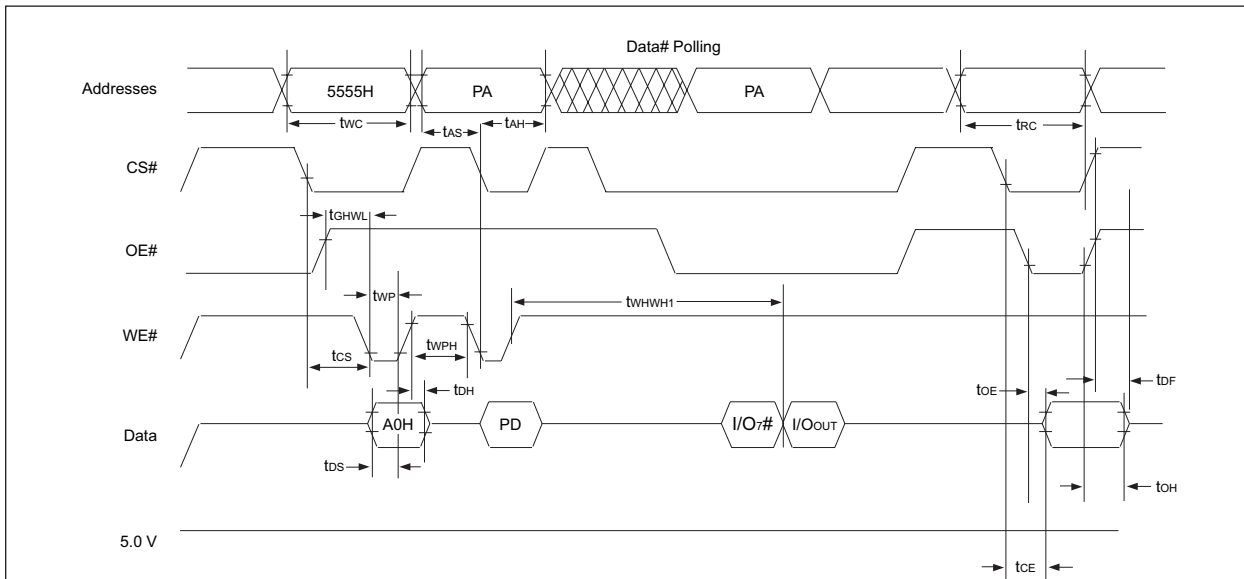 Data# Polling
Addresses
5555H
PA
PA
tWC
tAS
tAH
tRC
CS#
tGHWL
OE#
tWP
tWHWH1
WE#
tCS
tWPH
tDH
tOE
tDF
Data
A0H
PD
I/O7#
I/OOUT
tDS
tOH
5.0 V
tCE